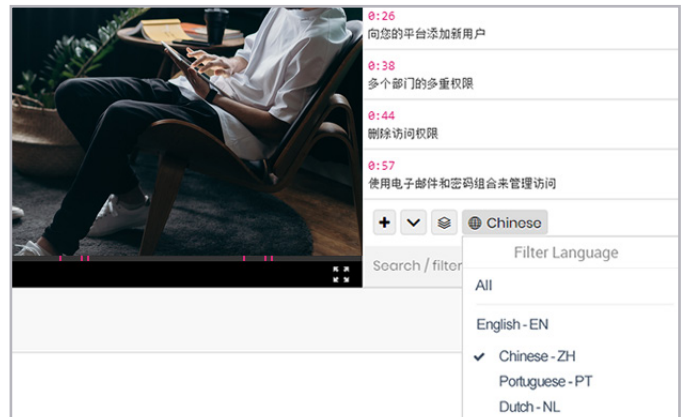 0:26
向您的平台添加新用户
0:38
多个部门的多重权限
0:44
删除访问权限
0:57
使用电子邮件和密码组合来管理访问
Chinese
Search / filter
Filter Language
All
English - EN
Chinese - ZH
Portuguese - PT
Dutch - NL